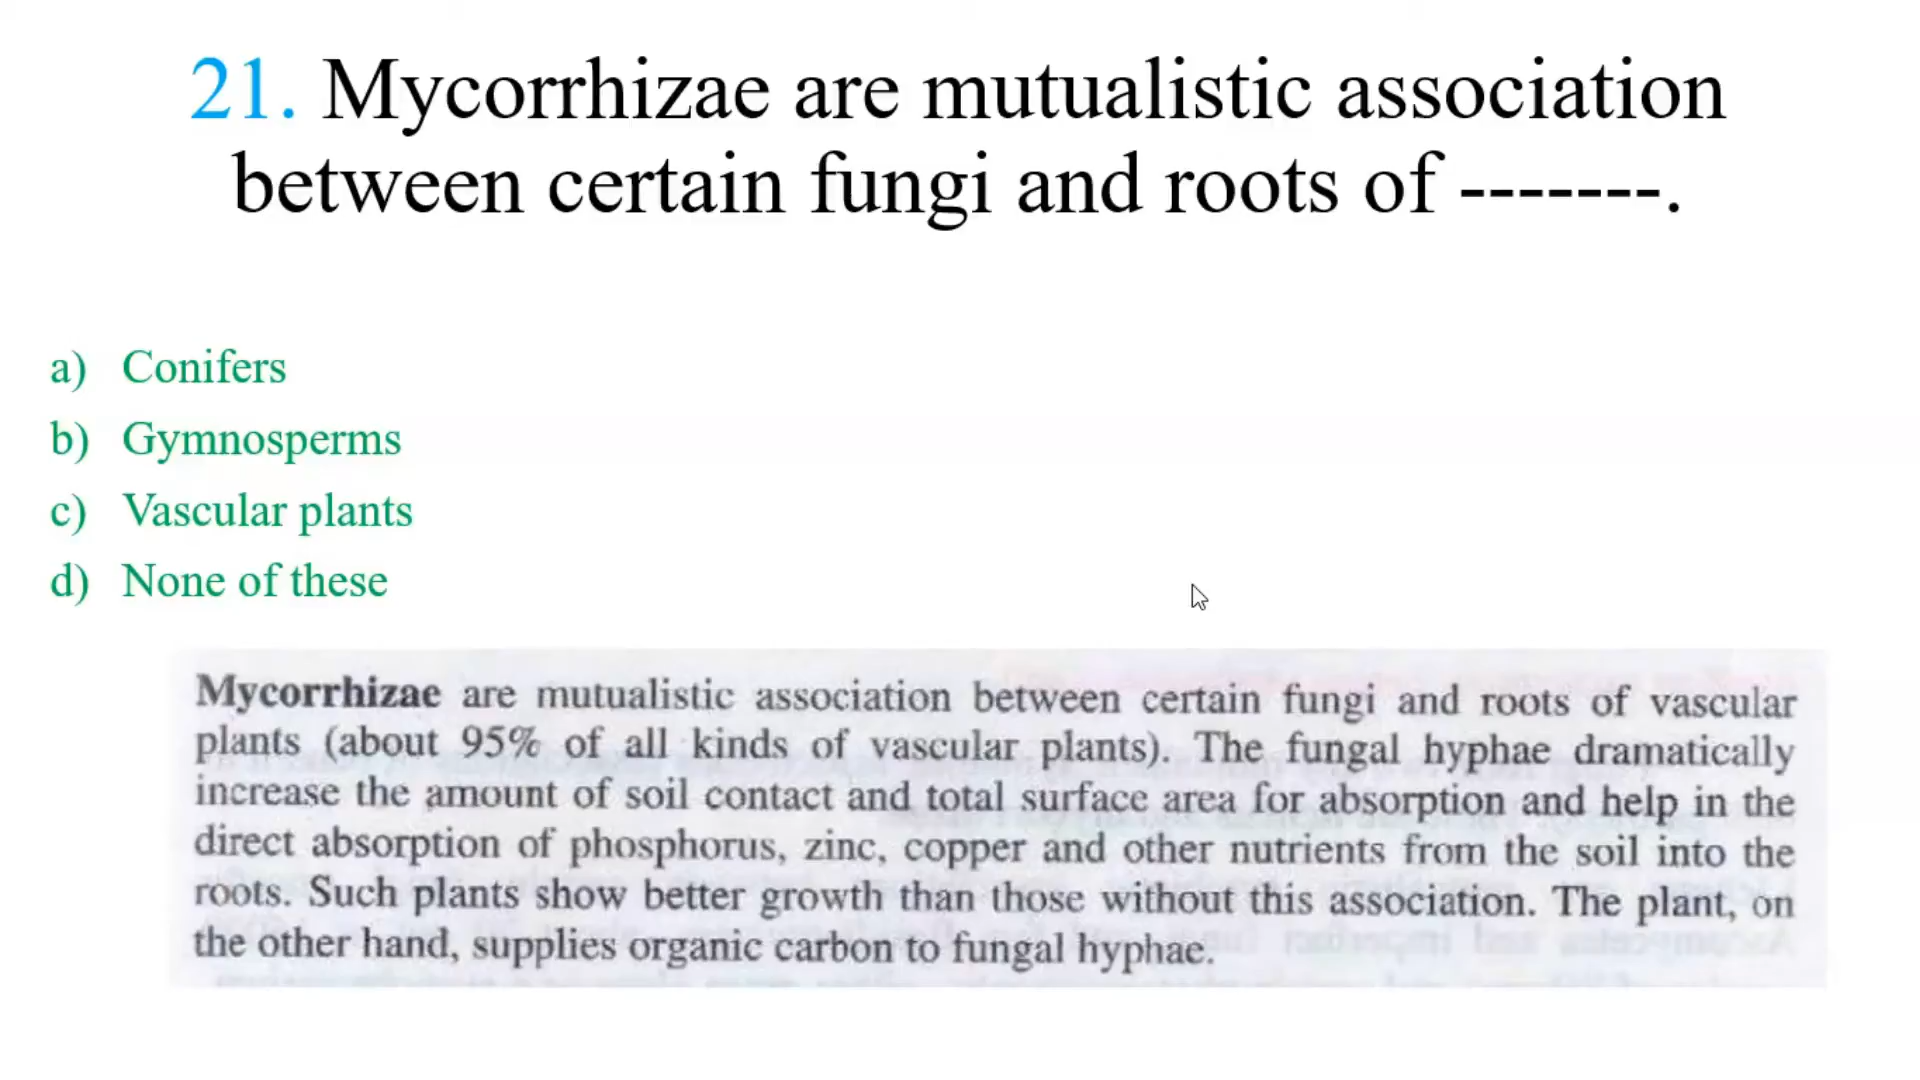 21. Mycorrhizae are mutualistic association
between certain fungi and roots of -------.
a) Conifers
b) Gymnosperms
c) Vascular plants
d) None of these
Mycorrhizae are mutualistic association between certain fungi and roots of vascular
plants (about 95% of all kinds of vascular plants). The fungal hyphae dramatically
increase the amount of soil contact and total surface area for absorption and help in the
direct absorption of phosphorus, zinc, copper and other nutrients from the soil into the
roots. Such plants show better growth than those without this association. The plant, on
the other hand, supplies organic carbon to fungal hyphae.